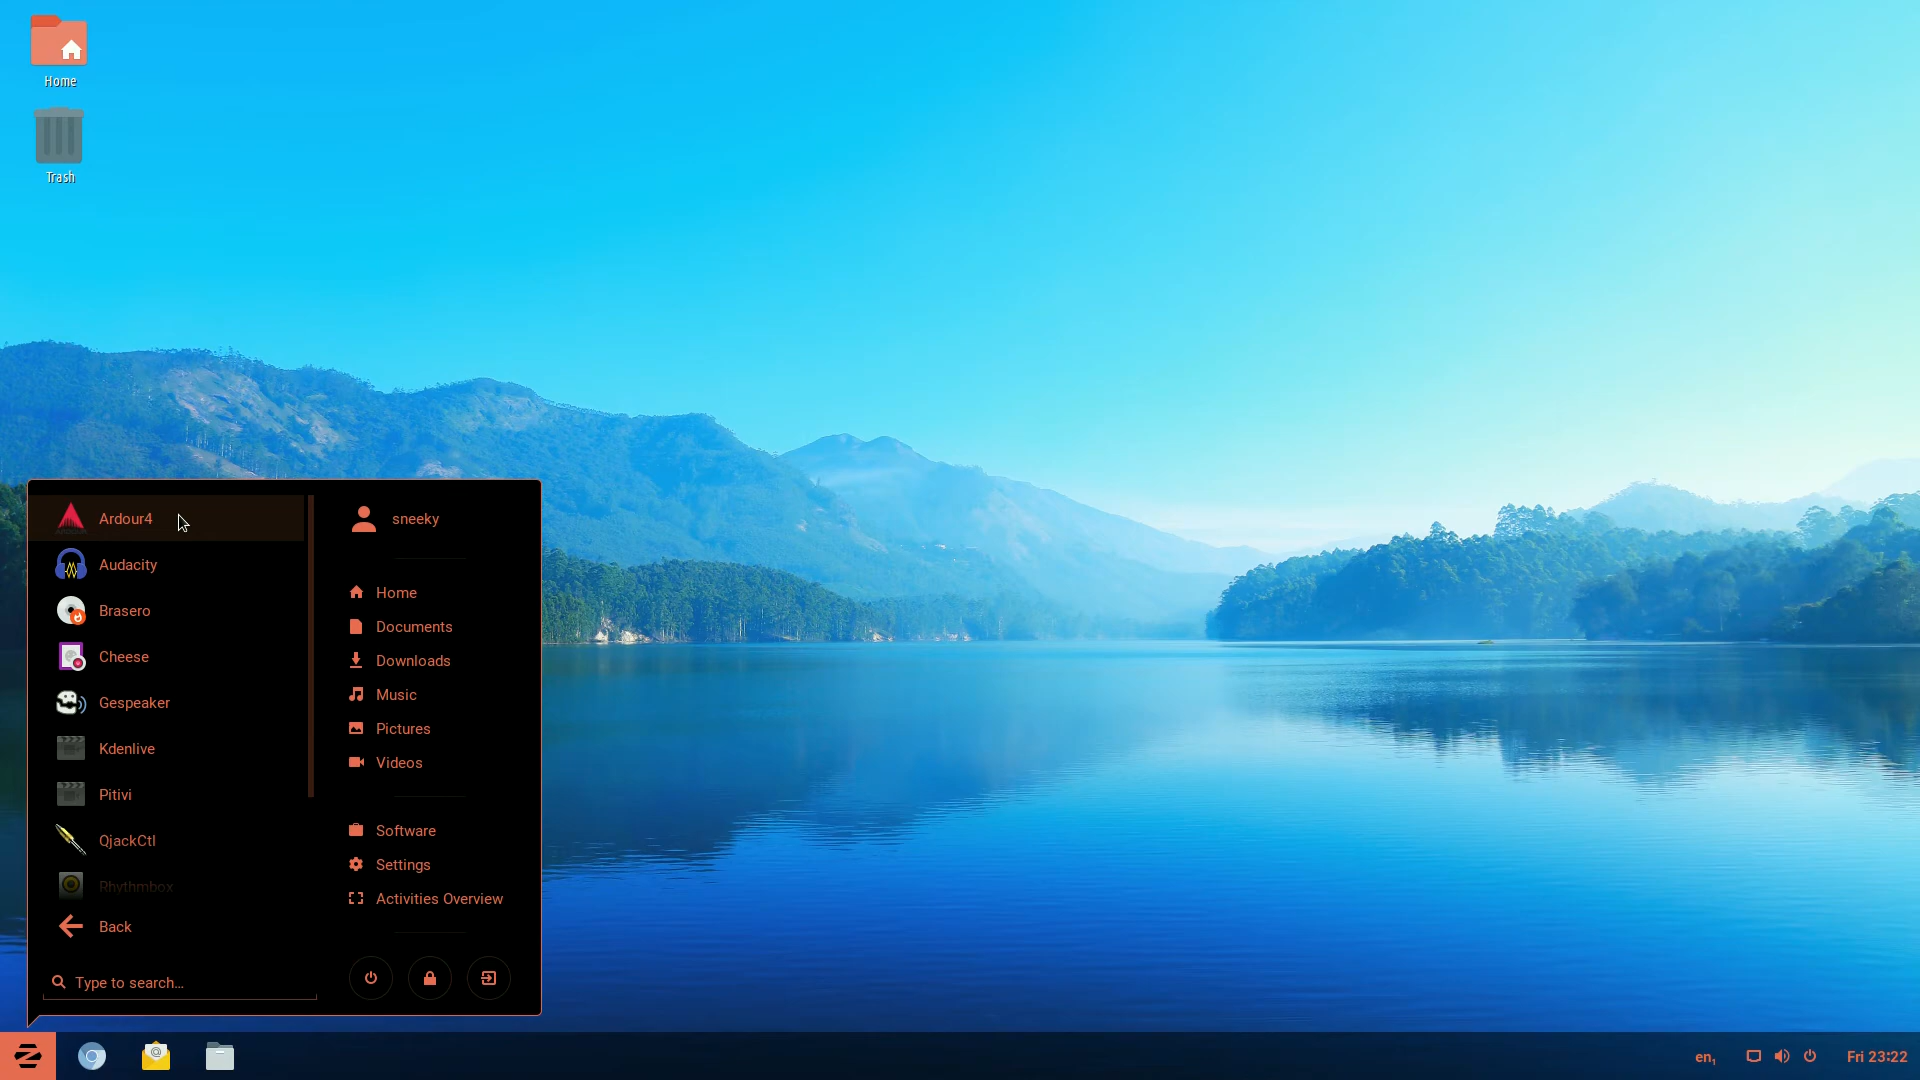 Home
Trash
Ardour4
Audacity
Brasero
Cheese
Gespeaker
Kdenlive
Pitivi
QjackCtl
Rhythmbox
Back
Type to search…
sneeky
Home
Documents
Downloads
Music
Pictures
Videos
Software
Settings
Activities Overview
en₁
Fri 23:22